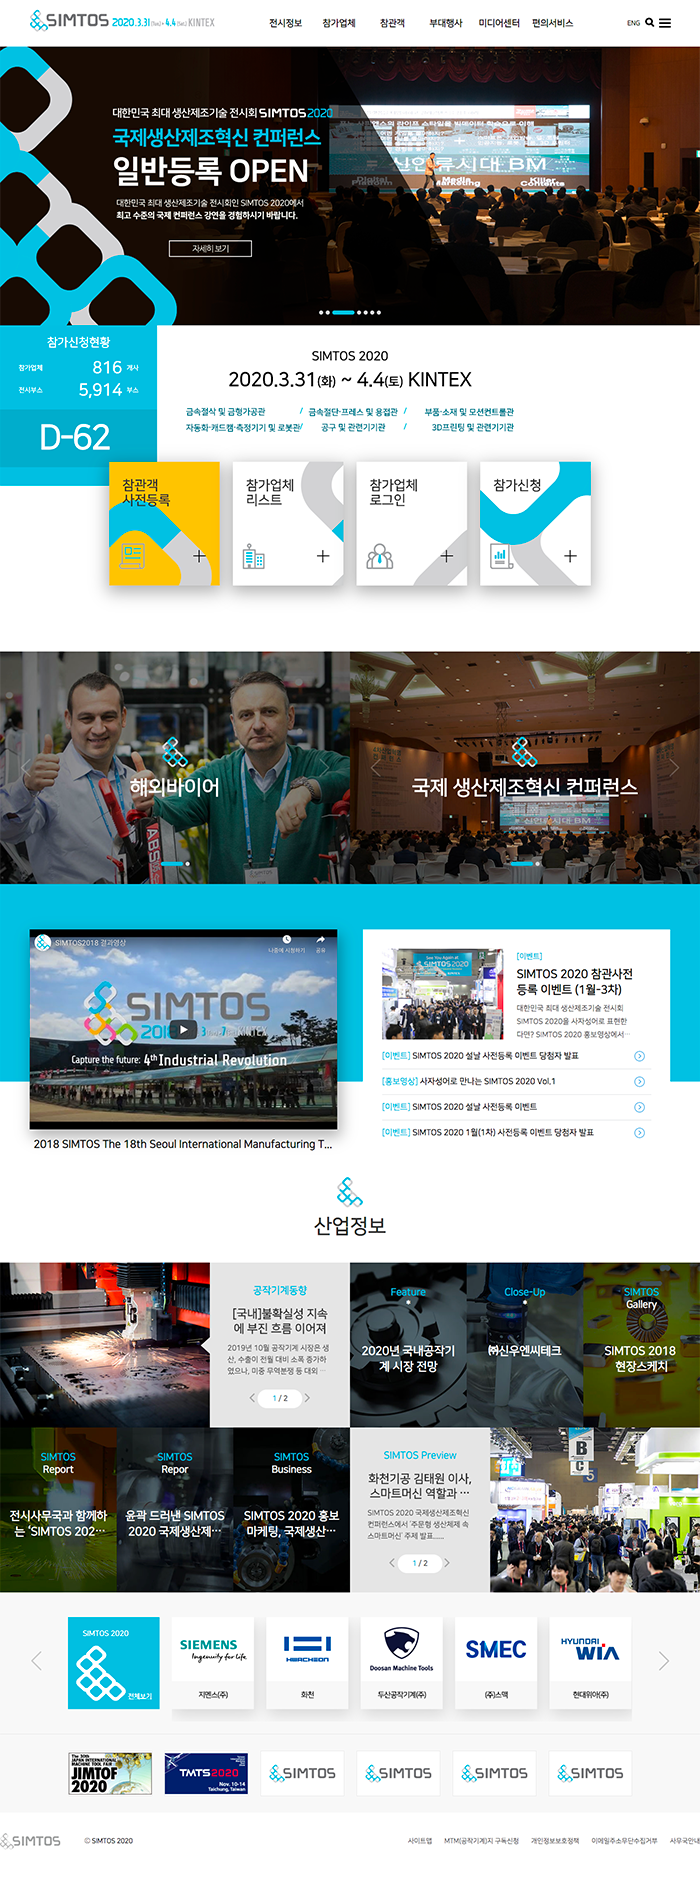 SIMTOS 2020.3.31(Tue) - 4.4(Sat) KINTEX
전시정보 참가업체 참관객 부대행사 미디어센터 편의서비스
ENG
대한민국 최대 생산제조기술 전시회 SIMTOS2020
국제생산제조혁신 컨퍼런스
일반등록 OPEN
대한민국 최대 생산제조기술 전시회인 SIMTOS 2020에서
최고 수준의 국제 컨퍼런스 강연을 경험하시기 바랍니다.
자세히 보기
참가신청현황
참가업체 816 개사
전시부스 5,914 부스
D-62
SIMTOS 2020
2020.3.31(화) ~ 4.4(토) KINTEX
금속절삭 및 금형가공관 / 금속절단·프레스 및 용접관 / 부품·소재 및 모션컨트롤관
자동화·캐드캠·측정기기 및 로봇관/ 공구 및 관련기기관 / 3D프린팅 및 관련기기관
참관객
사전등록
참가업체
리스트
참가업체
로그인
참가신청
해외바이어
국제 생산제조혁신 컨퍼런스
SIMTOS2018 결과영상
나중에 시청하기 공유
SIMTOS
Capture the future: 4th Industrial Revolution
2018 SIMTOS The 18th Seoul International Manufacturing T...
[이벤트]
SIMTOS 2020 참관사전
등록 이벤트 (1월-3차)
대한민국 최대 생산제조기술 전시회
SIMTOS 2020을 사자성어로 표현한
다면? SIMTOS 2020 홍보영상에서…
[이벤트] SIMTOS 2020 설날 사전등록 이벤트 당첨자 발표
[홍보영상] 사자성어로 만나는 SIMTOS 2020 Vol.1
[이벤트] SIMTOS 2020 설날 사전등록 이벤트
[이벤트] SIMTOS 2020 1월(1차) 사전등록 이벤트 당첨자 발표
산업정보
공작기계동향
[국내]불확실성 지속
에 부진 흐름 이어져
2019년 10월 공작기계 시장은 생
산, 수출이 전월 대비 소폭 증가하
였으나, 미중 무역분쟁 등 대외 …
1 / 2
Feature
2020년 국내공작기
계 시장 전망
Close-Up
㈜신우엔씨테크
SIMTOS
Gallery
SIMTOS 2018
현장스케치
SIMTOS
Report
전시사무국과 함께하
는 ‘SIMTOS 202…
SIMTOS
Repor
윤곽 드러낸 SIMTOS
2020 국제생산제…
SIMTOS
Business
SIMTOS 2020 홍보
마케팅, 국제생산…
SIMTOS Preview
화천기공 김태원 이사,
스마트머신 역할과 …
SIMTOS 2020 국제생산제조혁신
컨퍼런스에서 ‘주문형 생산체제 속
스마트머신’ 주제 발표......
1 / 2
B
C
5
SIMTOS 2020
전체보기
SIEMENS
Ingenuity for life
지멘스(주)
HWACHEON
화천
Doosan Machine Tools
두산공작기계(주)
SMEC
(주)스맥
HYUNDAI
WIA
현대위아(주)
The 30th
JAPAN INTERNATIONAL
MACHINE TOOL FAIR
JIMTOF
2020
TMTS2020
Nov. 10-14
Taichung, Taiwan
SIMTOS
SIMTOS
SIMTOS
SIMTOS
SIMTOS
© SIMTOS 2020
사이트맵 MTM(공작기계)지 구독신청 개인정보보호정책 이메일주소무단수집거부 사무국안내